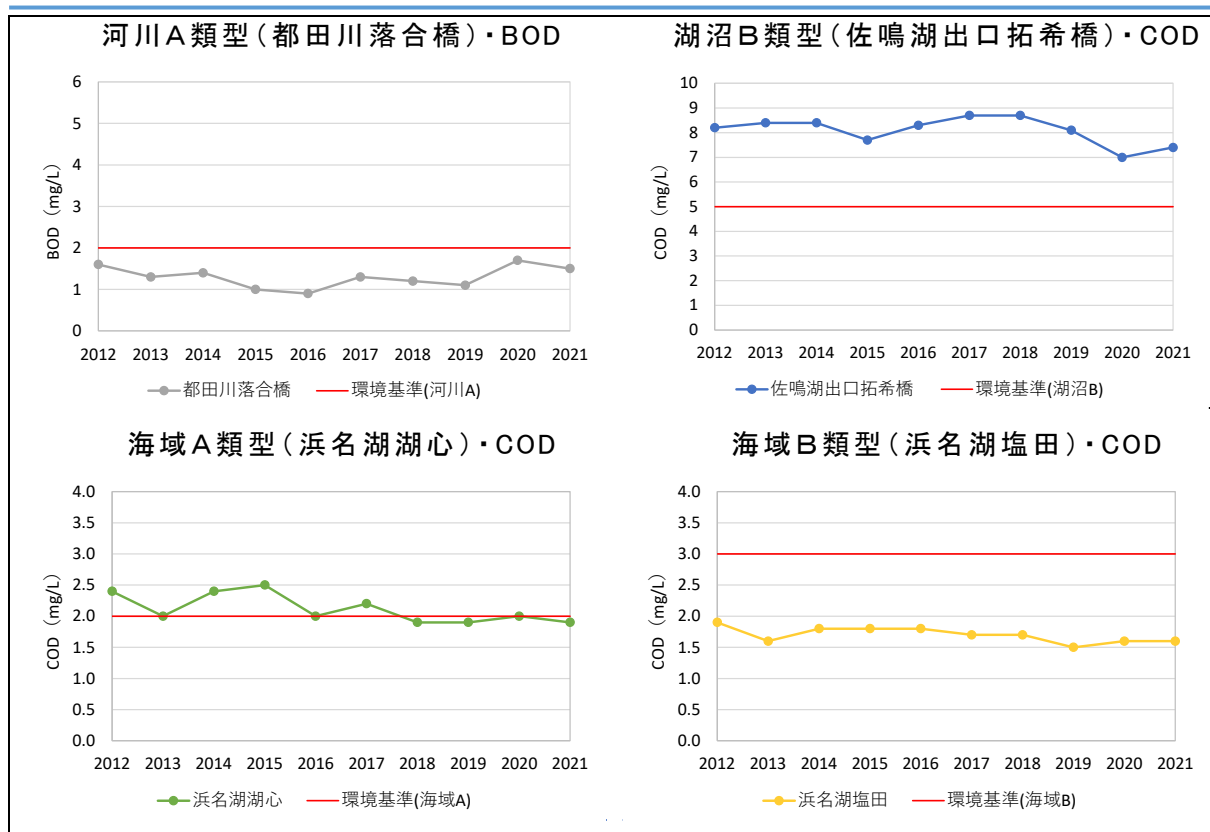 河川A類型(都田川落合橋)・BOD
6
5
4
3
2
1
0
BOD (mg/L)
2012 2013 2014 2015 2016 2017 2018 2019 2020 2021
都田川落合橋 環境基準(河川A)
湖沼B類型(佐鳴湖出口拓希橋)・COD
10
9
8
7
6
5
4
3
2
1
0
COD (mg/L)
2012 2013 2014 2015 2016 2017 2018 2019 2020 2021
佐鳴湖出口拓希橋 環境基準(湖沼B)
海域A類型(浜名湖湖心)・COD
4.0
3.5
3.0
2.5
2.0
1.5
1.0
0.5
0.0
COD (mg/L)
2012 2013 2014 2015 2016 2017 2018 2019 2020 2021
浜名湖湖心 環境基準(海域A)
海域B類型(浜名湖塩田)・COD
4.0
3.5
3.0
2.5
2.0
1.5
1.0
0.5
0.0
COD (mg/L)
2012 2013 2014 2015 2016 2017 2018 2019 2020 2021
浜名湖塩田 環境基準(海域B)